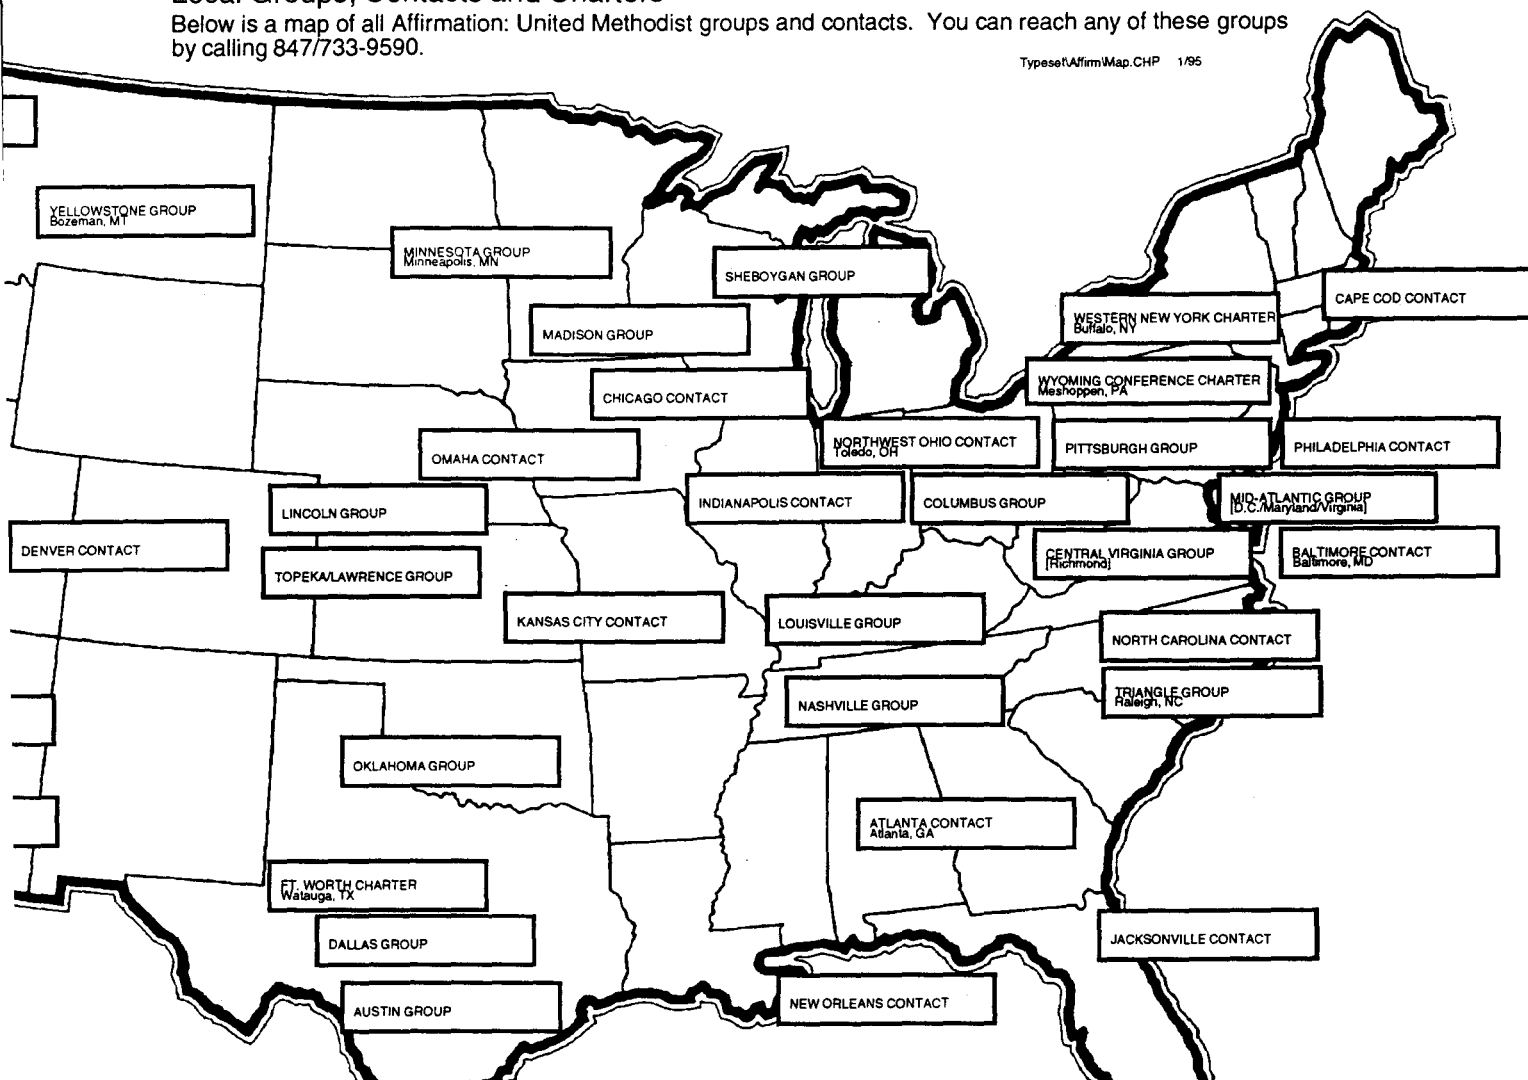 Local Groups, Contacts and Charters
Below is a map of all Affirmation: United Methodist groups and contacts. You can reach any of these groups
by calling 847/733-9590.
Typeset\Affirm\Map.CHP 1/95
YELLOWSTONE GROUP
Bozeman, MT
MINNESOTA GROUP
Minneapolis, MN
SHEBOYGAN GROUP
CAPE COD CONTACT
WESTERN NEW YORK CHARTER
Buffalo, NY
MADISON GROUP
WYOMING CONFERENCE CHARTER
Meshoppen, PA
CHICAGO CONTACT
NORTHWEST OHIO CONTACT
Toledo, OH
PITTSBURGH GROUP
PHILADELPHIA CONTACT
OMAHA CONTACT
INDIANAPOLIS CONTACT
COLUMBUS GROUP
MID-ATLANTIC GROUP
[D.C./Maryland/Virginia]
LINCOLN GROUP
DENVER CONTACT
CENTRAL VIRGINIA GROUP
[Richmond]
BALTIMORE CONTACT
Baltimore, MD
TOPEKA/LAWRENCE GROUP
KANSAS CITY CONTACT
LOUISVILLE GROUP
NORTH CAROLINA CONTACT
NASHVILLE GROUP
TRIANGLE GROUP
Raleigh, NC
OKLAHOMA GROUP
ATLANTA CONTACT
Atlanta, GA
FT. WORTH CHARTER
Watauga, TX
DALLAS GROUP
JACKSONVILLE CONTACT
NEW ORLEANS CONTACT
AUSTIN GROUP